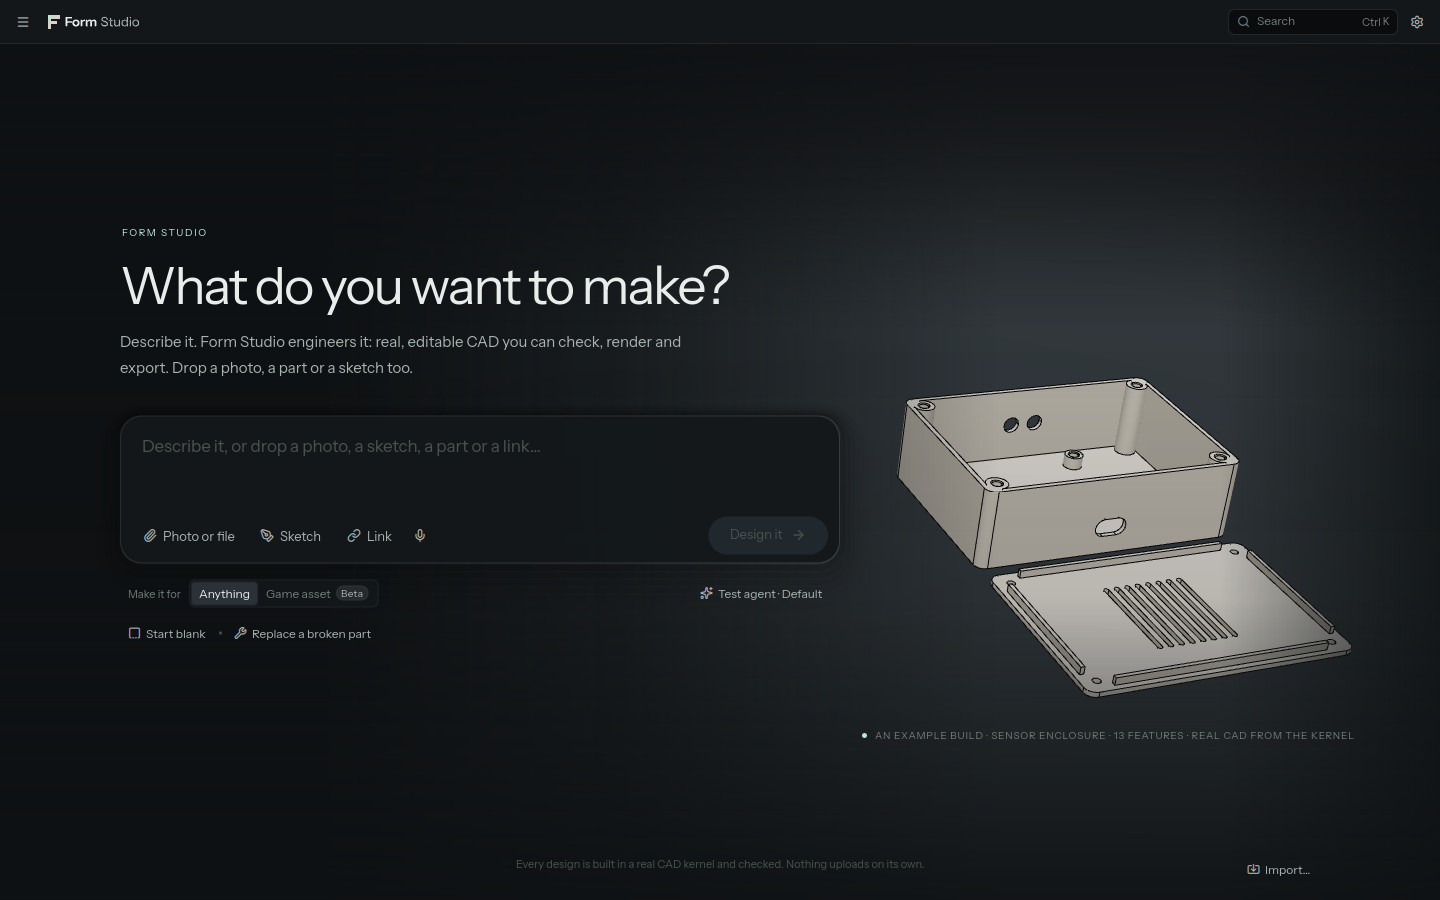 Form Studio
Search Ctrl K
FORM STUDIO
What do you want to make?
Describe it. Form Studio engineers it: real, editable CAD you can check, render and
export. Drop a photo, a part or a sketch too.
Describe it, or drop a photo, a sketch, a part or a link...
Photo or file Sketch Link Design it
Make it for Anything Game asset Beta Test agent · Default
Start blank • Replace a broken part
AN EXAMPLE BUILD · SENSOR ENCLOSURE · 13 FEATURES · REAL CAD FROM THE KERNEL
Every design is built in a real CAD kernel and checked. Nothing uploads on its own.
Import...